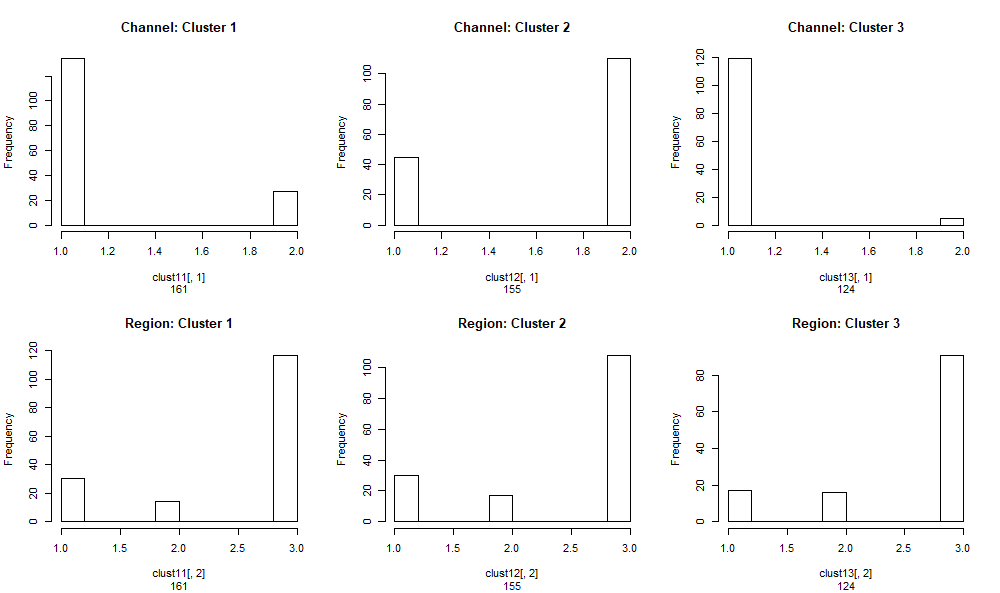 Channel: Cluster 1
Frequency
0 20 40 60 80 100
1.0 1.2 1.4 1.6 1.8 2.0
clust11[, 1]
161
Channel: Cluster 2
Frequency
0 20 40 60 80 100
1.0 1.2 1.4 1.6 1.8 2.0
clust12[, 1]
155
Channel: Cluster 3
Frequency
0 20 40 60 80 100 120
1.0 1.2 1.4 1.6 1.8 2.0
clust13[, 1]
124
Region: Cluster 1
Frequency
0 20 40 60 80 100 120
1.0 1.5 2.0 2.5 3.0
clust11[, 2]
161
Region: Cluster 2
Frequency
0 20 40 60 80 100
1.0 1.5 2.0 2.5 3.0
clust12[, 2]
155
Region: Cluster 3
Frequency
0 20 40 60 80
1.0 1.5 2.0 2.5 3.0
clust13[, 2]
124